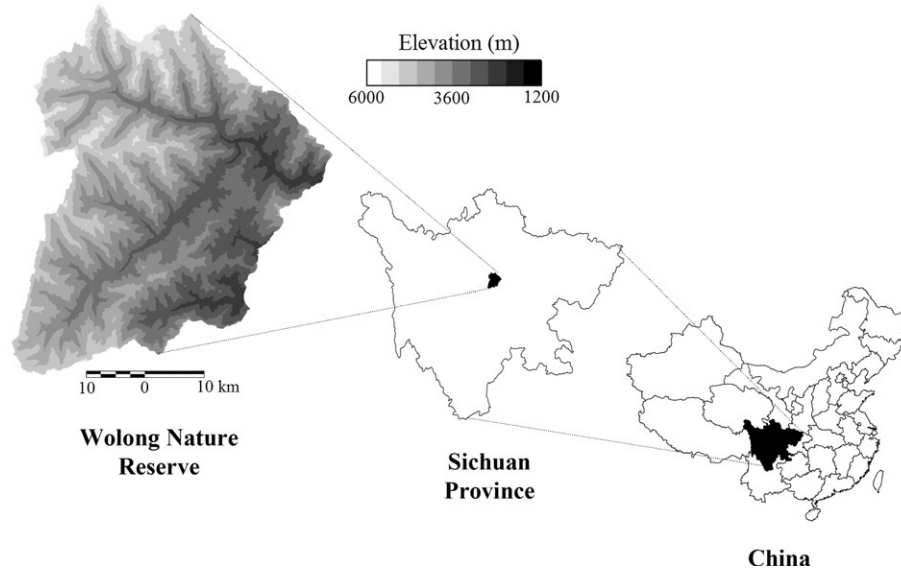 Elevation (m)
6000 3600 1200
10 0 10 km
Wolong Nature
Reserve
Sichuan
Province
China